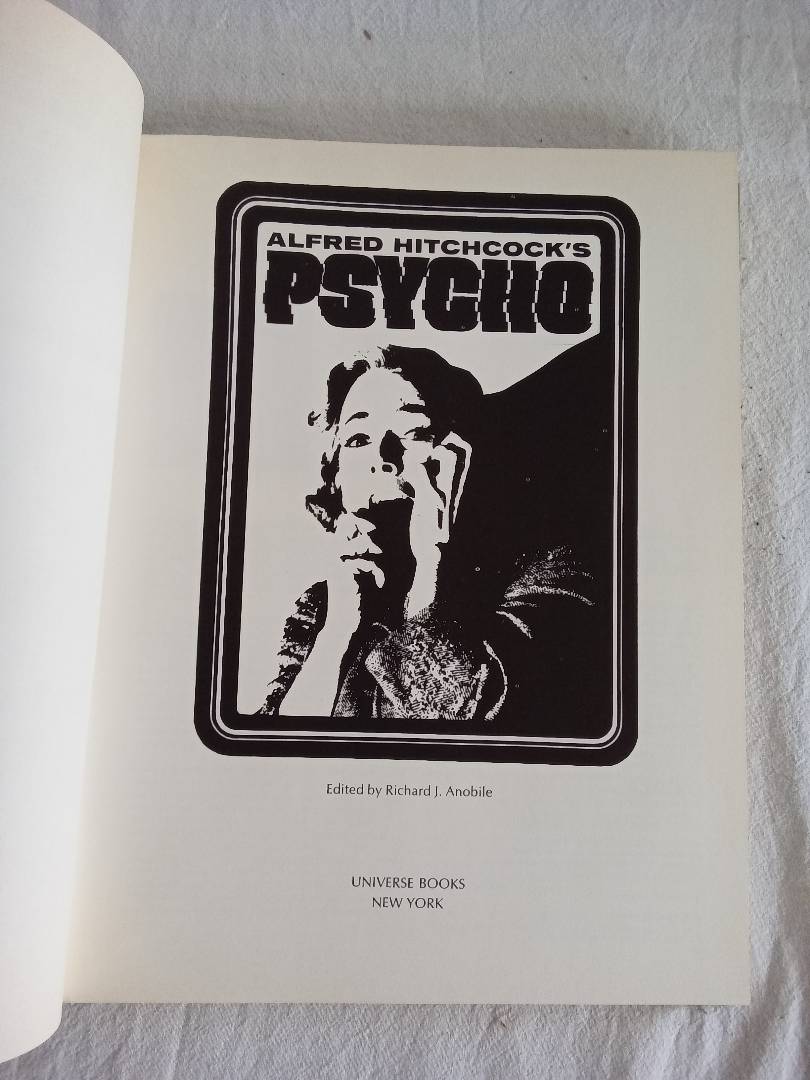 ALFRED HITCHCOCK'S
PSYCHO
Edited by Richard J. Anobile
UNIVERSE BOOKS
NEW YORK